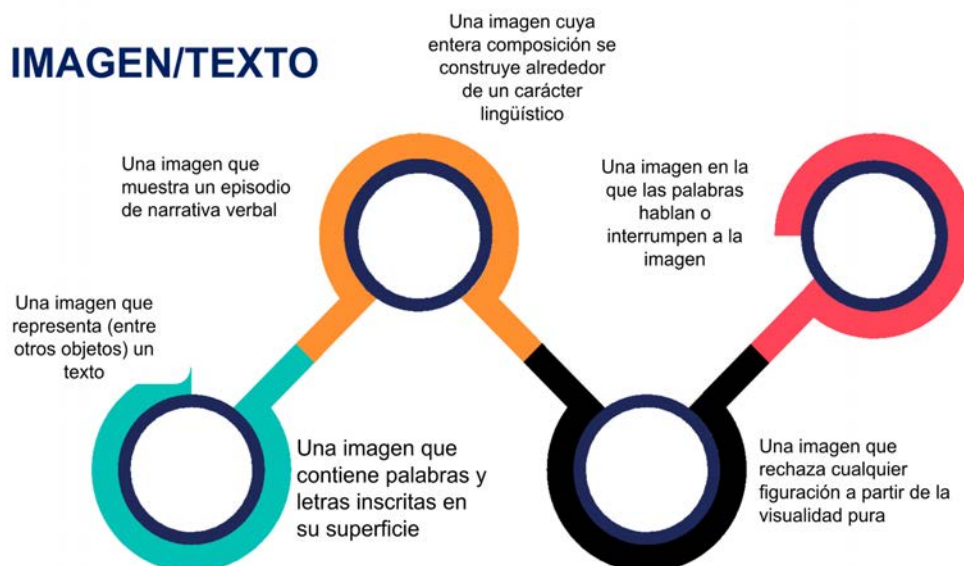 IMAGEN/TEXTO
Una imagen cuya
entera composición se
construye alrededor
de un carácter
lingüístico
Una imagen que
muestra un episodio
de narrativa verbal
Una imagen en la
que las palabras
hablan o
interrumpen a la
imagen
Una imagen que
representa (entre
otros objetos) un
texto
Una imagen que
contiene palabras y
letras inscritas en
su superficie
Una imagen que
rechaza cualquier
figuración a partir de la
visualidad pura